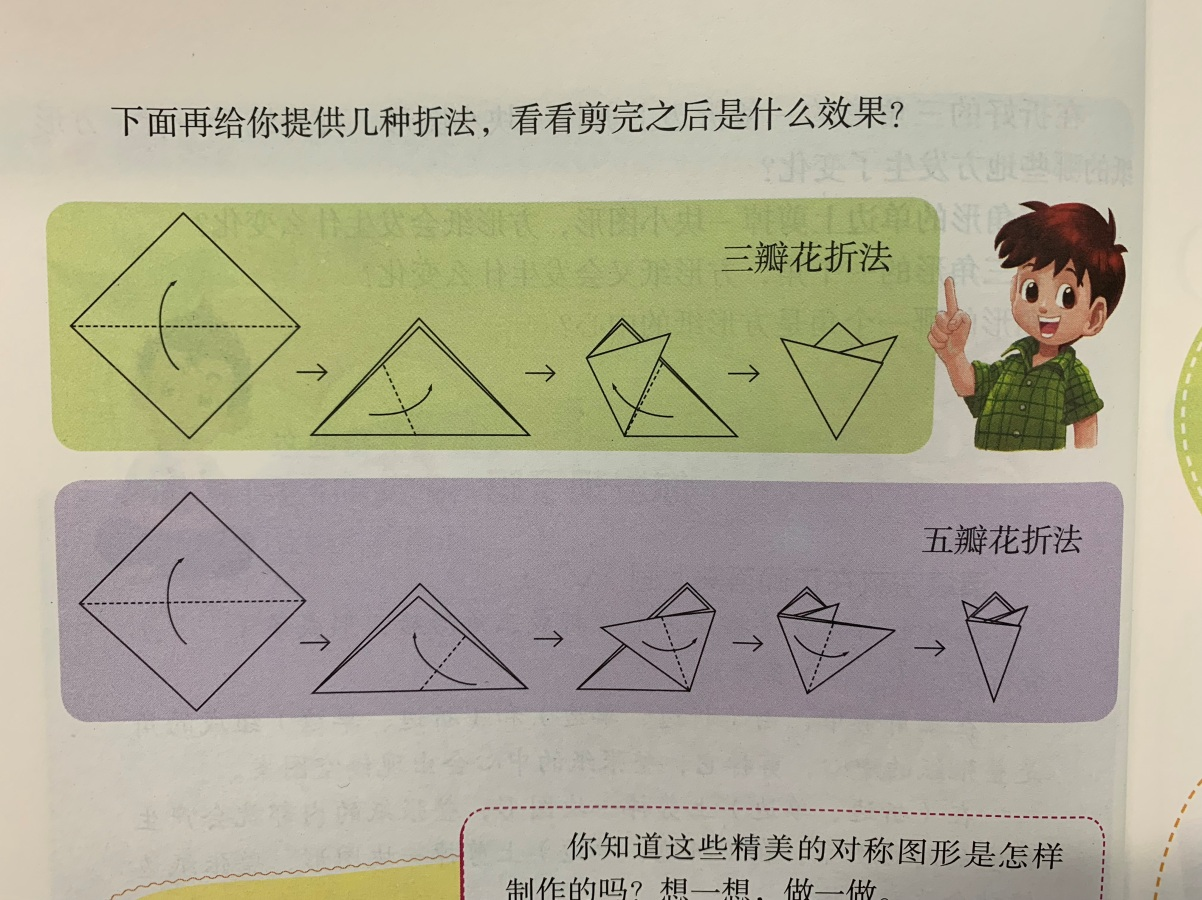 下面再给你提供几种折法，看看剪完之后是什么效果？
三瓣花折法
五瓣花折法
你知道这些精美的对称图形是怎样
制作的吗？想一想，做一做。